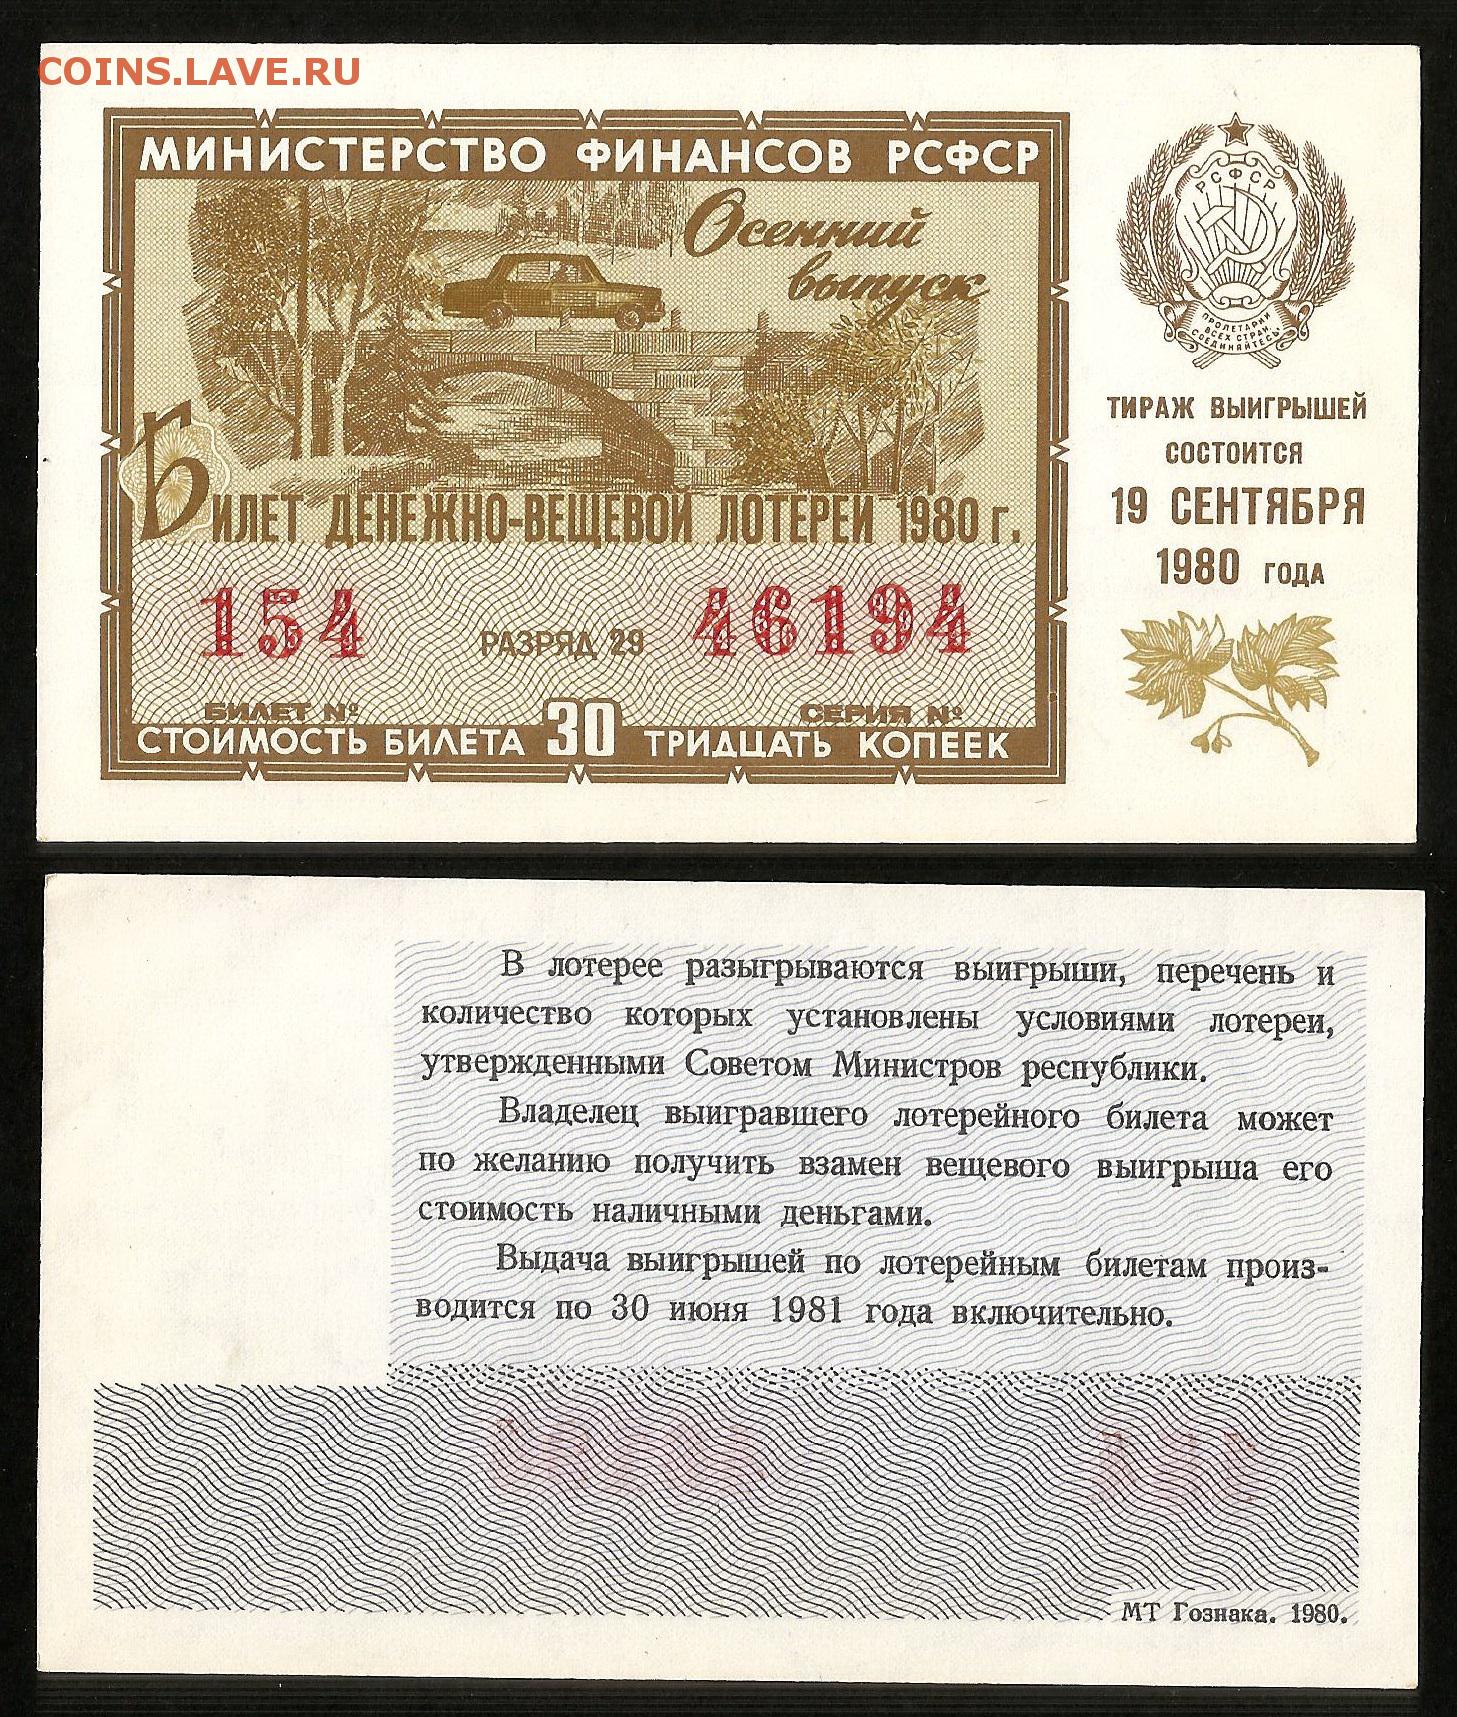 COINS.LAVE.RU
МИНИСТЕРСТВО ФИНАНСОВ РСФСР
Осенний
выпуск
БИЛЕТ ДЕНЕЖНО-ВЕЩЕВОЙ ЛОТЕРЕИ 1980 г.
154 РАЗРЯД 29 46194
БИЛЕТ № СЕРИЯ №
СТОИМОСТЬ БИЛЕТА 30 ТРИДЦАТЬ КОПЕЕК
РСФСР
ПРОЛЕТАРИИ
ВСЕХ СТРАН,
СОЕДИНЯЙТЕСЬ!
ТИРАЖ ВЫИГРЫШЕЙ
СОСТОИТСЯ
19 СЕНТЯБРЯ
1980 ГОДА
В лотерее разыгрываются выигрыши, перечень и
количество которых установлены условиями лотереи,
утвержденными Советом Министров республики.
Владелец выигравшего лотерейного билета может
по желанию получить взамен вещевого выигрыша его
стоимость наличными деньгами.
Выдача выигрышей по лотерейным билетам произ-
водится по 30 июня 1981 года включительно.
МТ Гознака. 1980.